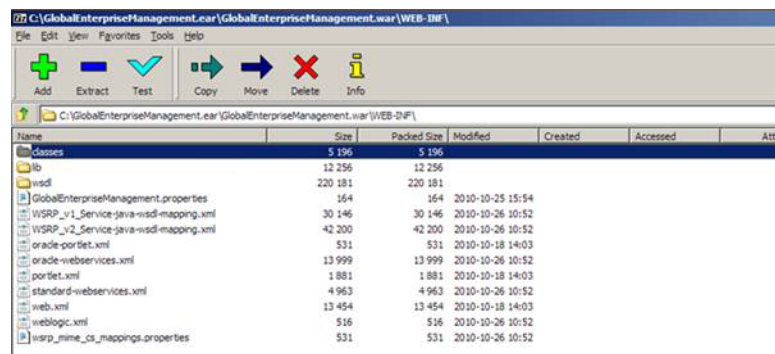 C:\GlobalEnterpriseManagement.ear\GlobalEnterpriseManagement.war\WEB-INF\
File Edit View Favorites Tools Help
Add Extract Test Copy Move Delete Info
C:\GlobalEnterpriseManagement.ear\GlobalEnterpriseManagement.war\WEB-INF\
Name Size Packed Size Modified Created Accessed Att
classes 5 196 5 196
lib 12 256 12 256
wsdl 220 181 220 181
GlobalEnterpriseManagement.properties 164 164 2010-10-25 15:54
WSRP_v1_Service-java-wsdl-mapping.xml 30 146 30 146 2010-10-26 10:52
WSRP_v2_Service-java-wsdl-mapping.xml 42 200 42 200 2010-10-26 10:52
oracle-portlet.xml 531 531 2010-10-18 14:03
oracle-webservices.xml 13 999 13 999 2010-10-26 10:52
portlet.xml 1 881 1 881 2010-10-18 14:03
standard-webservices.xml 4 963 4 963 2010-10-26 10:52
web.xml 13 454 13 454 2010-10-18 14:03
weblogic.xml 516 516 2010-10-26 10:52
wsrp_mime_cs_mappings.properties 531 531 2010-10-26 10:52